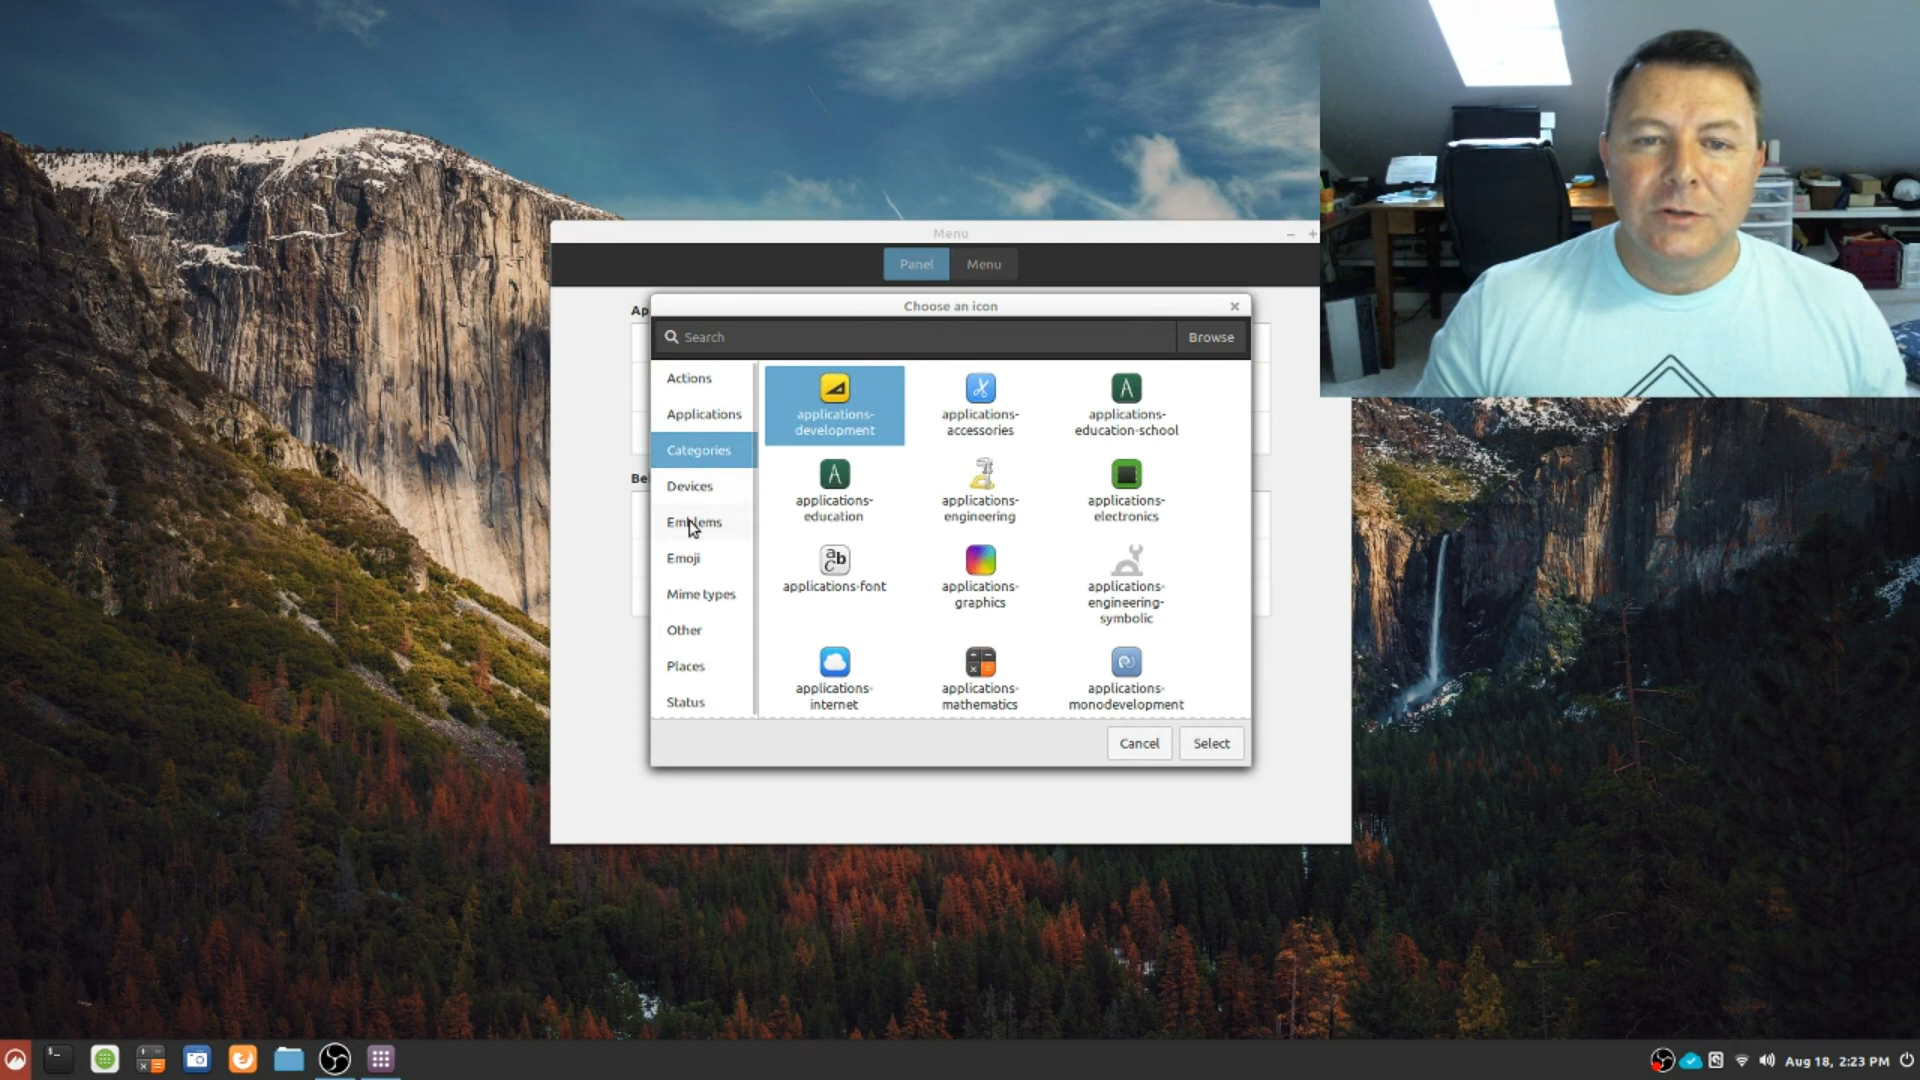 Menu
Panel
Menu
Ap
Choose an icon
Search
Browse
Actions
Applications
Categories
Devices
Emblems
Emoji
Mime types
Other
Places
Status
applications-
development
applications-
accessories
applications-
education-school
applications-
education
applications-
engineering
applications-
electronics
applications-font
applications-
graphics
applications-
engineering-
symbolic
applications-
internet
applications-
mathematics
applications-
monodevelopment
Be
Cancel
Select
Aug 18, 2:23 PM